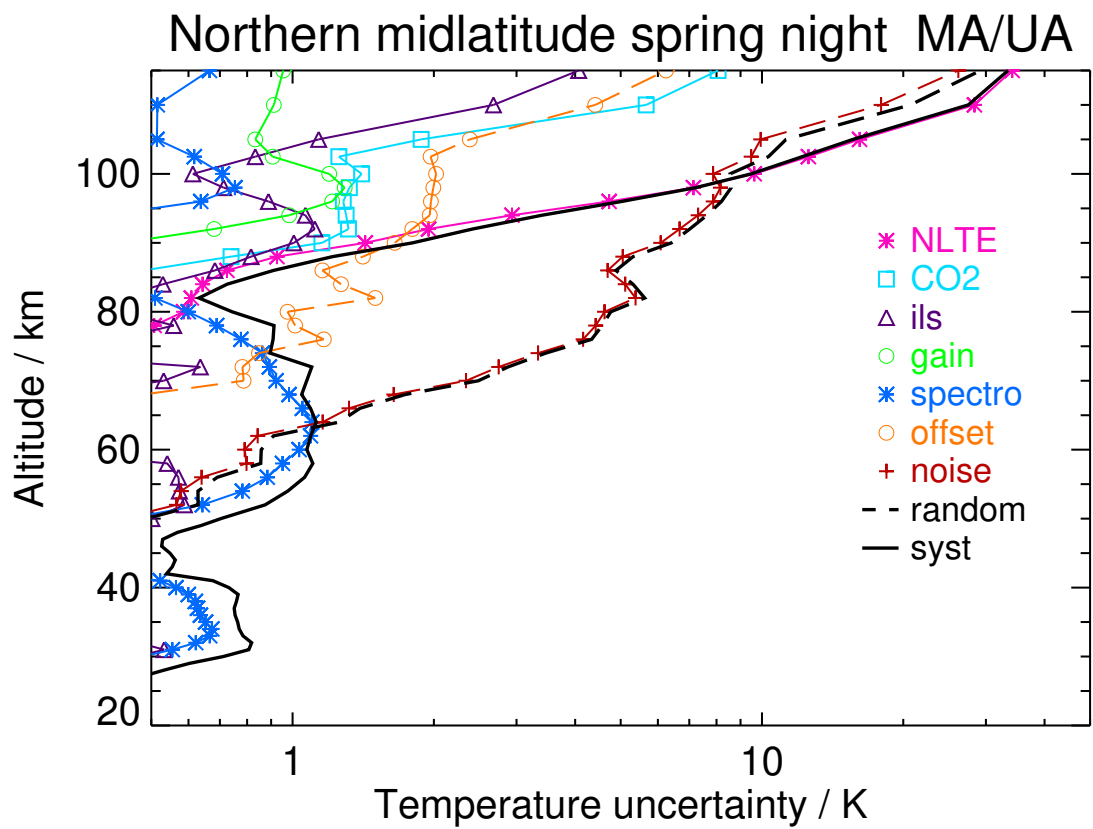 Northern midlatitude spring night  MA/UA
Altitude / km
100
80
60
40
20
NLTE
CO2
ils
gain
spectro
offset
noise
random
syst
1
10
Temperature uncertainty / K